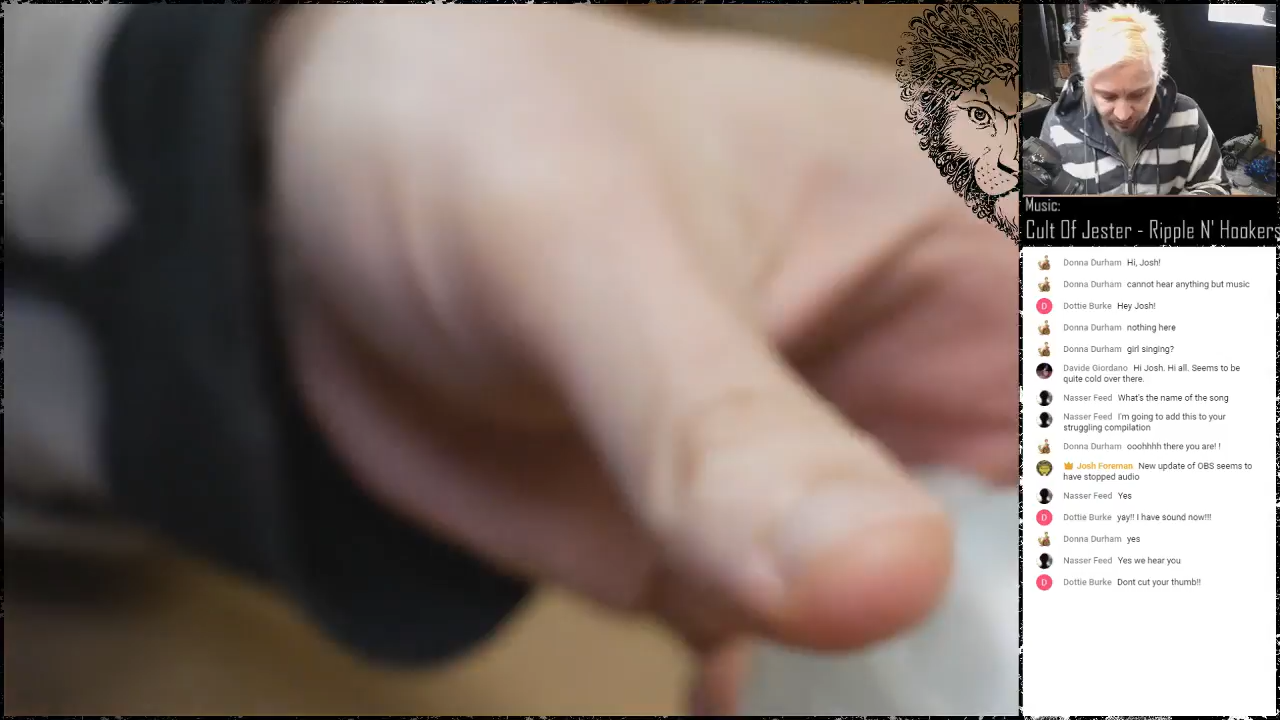 Music:
Cult Of Jester - Ripple N' Hookers
Donna Durham Hi, Josh!
Donna Durham cannot hear anything but music
D Dottie Burke Hey Josh!
Donna Durham nothing here
Donna Durham girl singing?
Davide Giordano Hi Josh. Hi all. Seems to be
quite cold over there.
Nasser Feed What's the name of the song
Nasser Feed I'm going to add this to your
struggling compilation
Donna Durham ooohhhh there you are! !
Josh Foreman New update of OBS seems to
have stopped audio
Nasser Feed Yes
D Dottie Burke yay!! I have sound now!!!
Donna Durham yes
Nasser Feed Yes we hear you
D Dottie Burke Dont cut your thumb!!